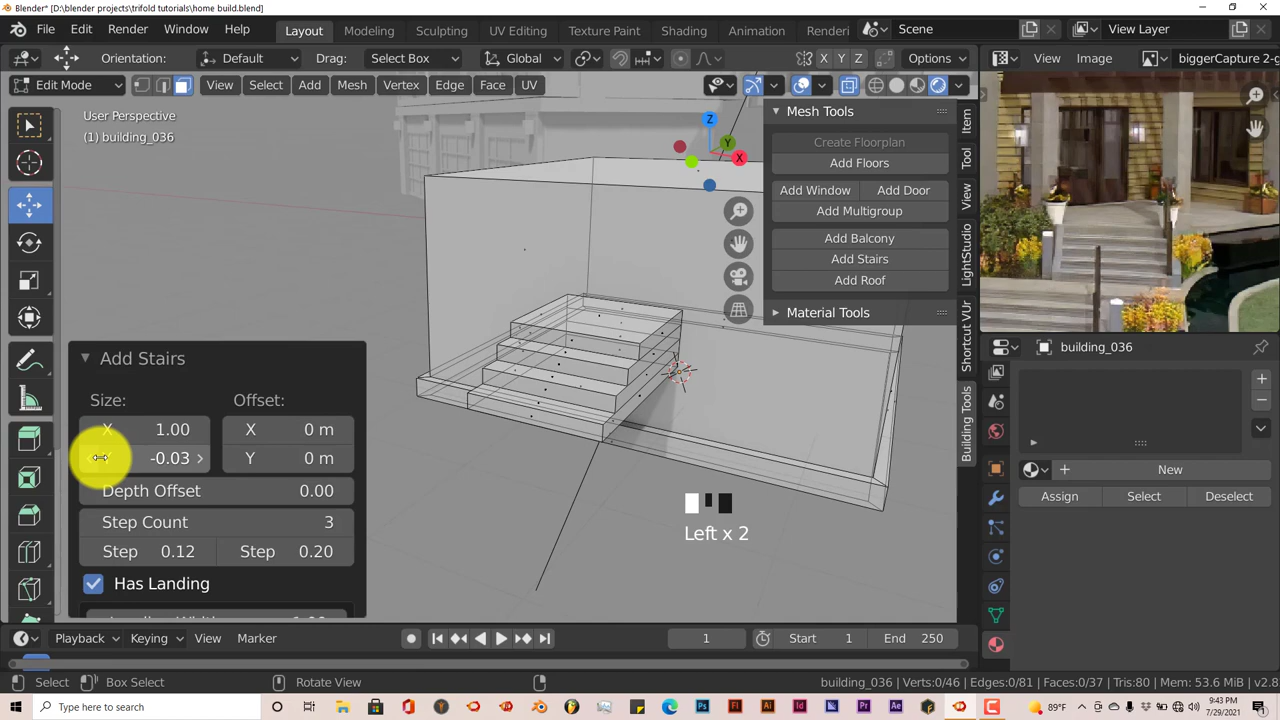 Blender* [D:\blender projects\trifold tutorials\home build.blend]
File Edit Render Window Help Layout Modeling Sculpting UV Editing Texture Paint Shading Animation Scene View Layer
Orientation: Default Drag: Select Box Global X Y Z Options View Image biggerCapture 2-
Edit Mode View Select Add Mesh Vertex Edge Face UV
User Perspective
(1) building_036
Mesh Tools
Create Floorplan
Add Floors
Add Window Add Door
Add Multigroup
Add Balcony
Add Stairs
Add Roof
Material Tools
Z
Y
X
Item
Tool
View
LightStudio
Shortcut VUr
Building Tools
building_036
New
Assign Select Deselect
Add Stairs
Size: Offset:
X 1.00 X 0 m
-0.03 Y 0 m
Depth Offset 0.00
Step Count 3
Step 0.12 Step 0.20
Has Landing
Left x 2
Playback Keying View Marker 1 Start 1 End 250
Select Box Select Rotate View building_036 | Verts:0/46 | Edges:0/81 | Faces:0/37 | Tris:80 | Mem: 53.6 MiB | v2.8
Type here to search
89°F
9:43 PM
7/29/2021